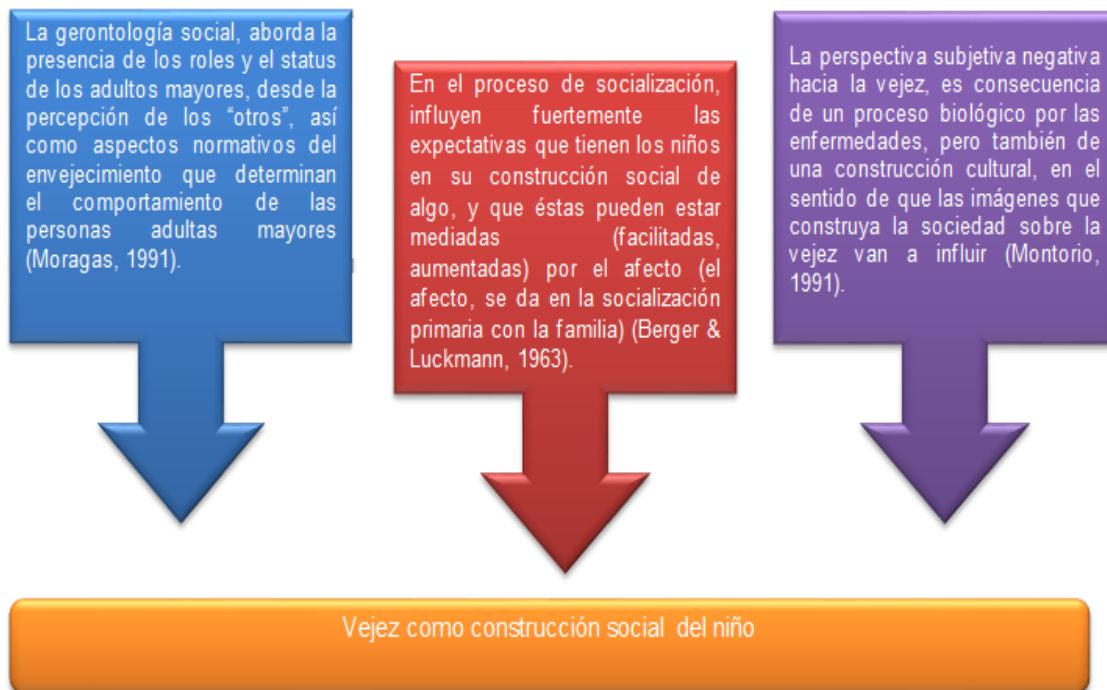 La gerontología social, aborda la
presencia de los roles y el status
de los adultos mayores, desde la
percepción de los “otros”, así
como aspectos normativos del
envejecimiento que determinan
el comportamiento de las
personas adultas mayores
(Moragas, 1991).
En el proceso de socialización,
influyen fuertemente las
expectativas que tienen los niños
en su construcción social de
algo, y que éstas pueden estar
mediadas (facilitadas,
aumentadas) por el afecto (el
afecto, se da en la socialización
primaria con la familia) (Berger &
Luckmann, 1963).
La perspectiva subjetiva negativa
hacia la vejez, es consecuencia
de un proceso biológico por las
enfermedades, pero también de
una construcción cultural, en el
sentido de que las imágenes que
construya la sociedad sobre la
vejez van a influir (Montorio,
1991).
Vejez como construcción social del niño